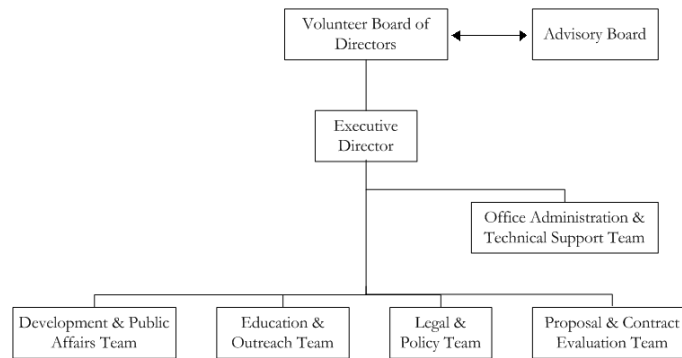 Volunteer Board of
Directors
Advisory Board
Executive
Director
Office Administration &
Technical Support Team
Development & Public
Affairs Team
Education &
Outreach Team
Legal &
Policy Team
Proposal & Contract
Evaluation Team